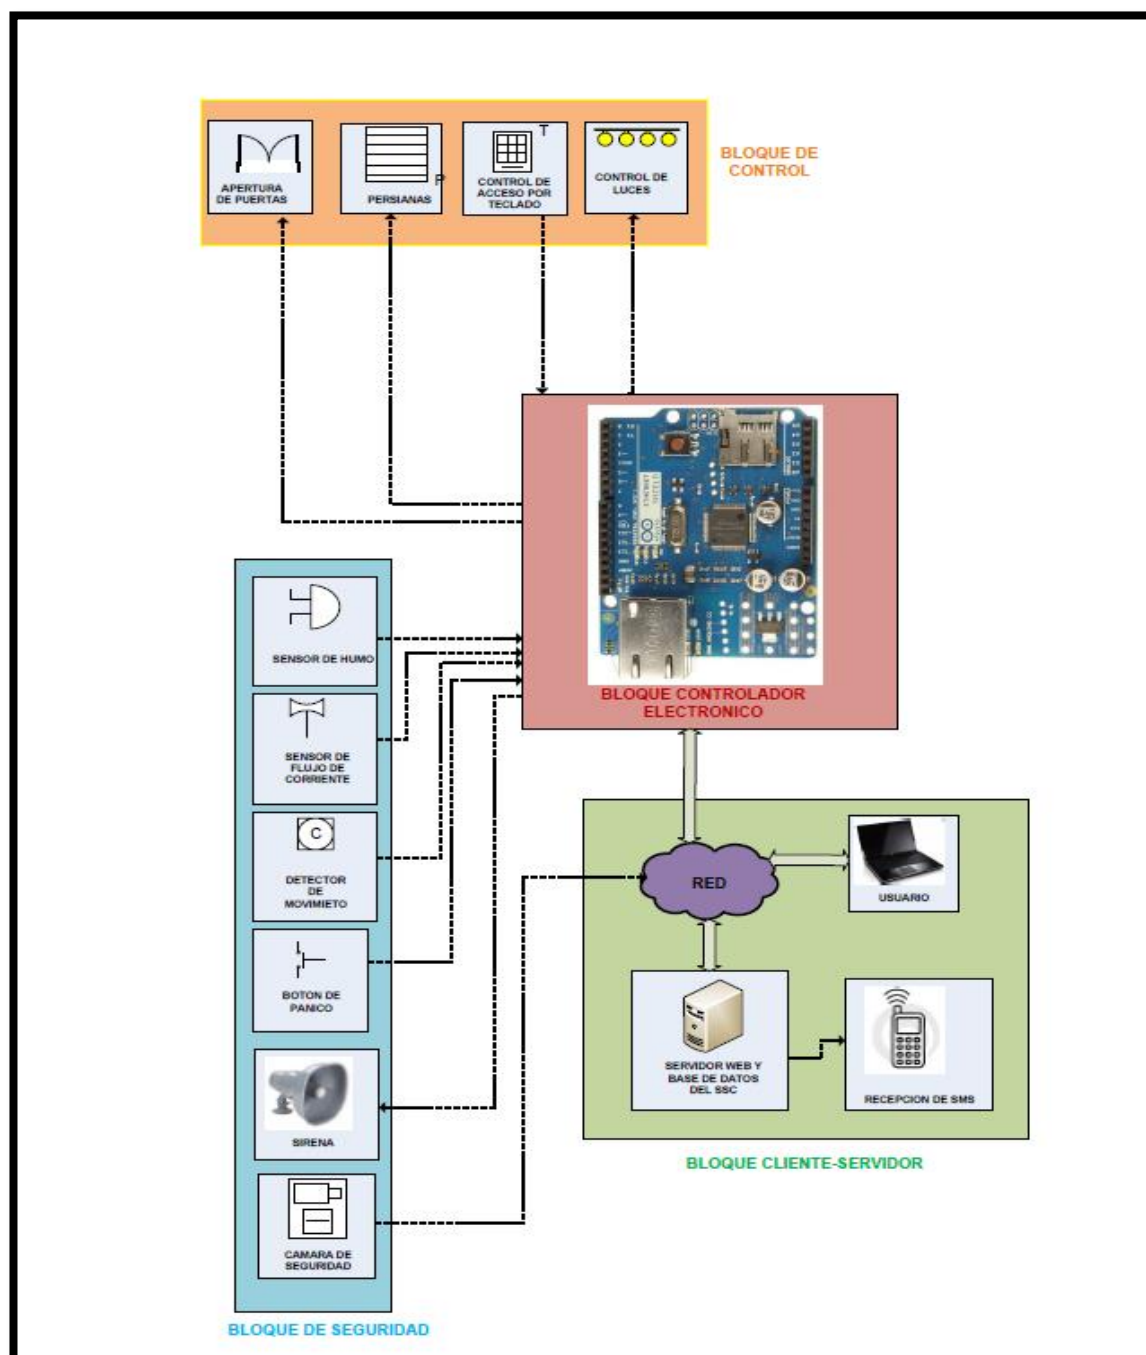 APERTURA
DE PUERTAS
P
PERSIANAS
T
CONTROL DE
ACCESO POR
TECLADO
CONTROL DE
LUCES
BLOQUE DE
CONTROL
BLOQUE CONTROLADOR
ELECTRONICO
SENSOR DE HUMO
SENSOR DE
FLUJO DE
CORRIENTE
C
DETECTOR
DE
MOVIMIETO
BOTON DE
PANICO
SIRENA
CAMARA DE
SEGURIDAD
BLOQUE DE SEGURIDAD
RED
USUARIO
SERVIDOR WEB Y
BASE DE DATOS
DEL SSC
RECEPCION DE SMS
BLOQUE CLIENTE-SERVIDOR